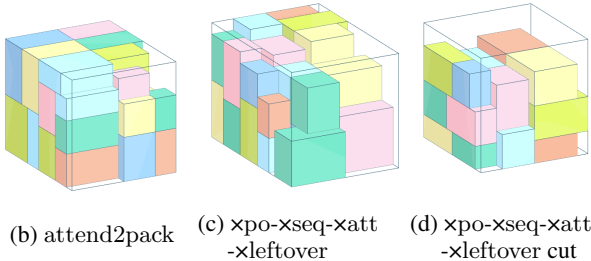 (b) attend2pack
(c) ×po-×seq-×att
-×leftover
(d) ×po-×seq-×att
-×leftover cut